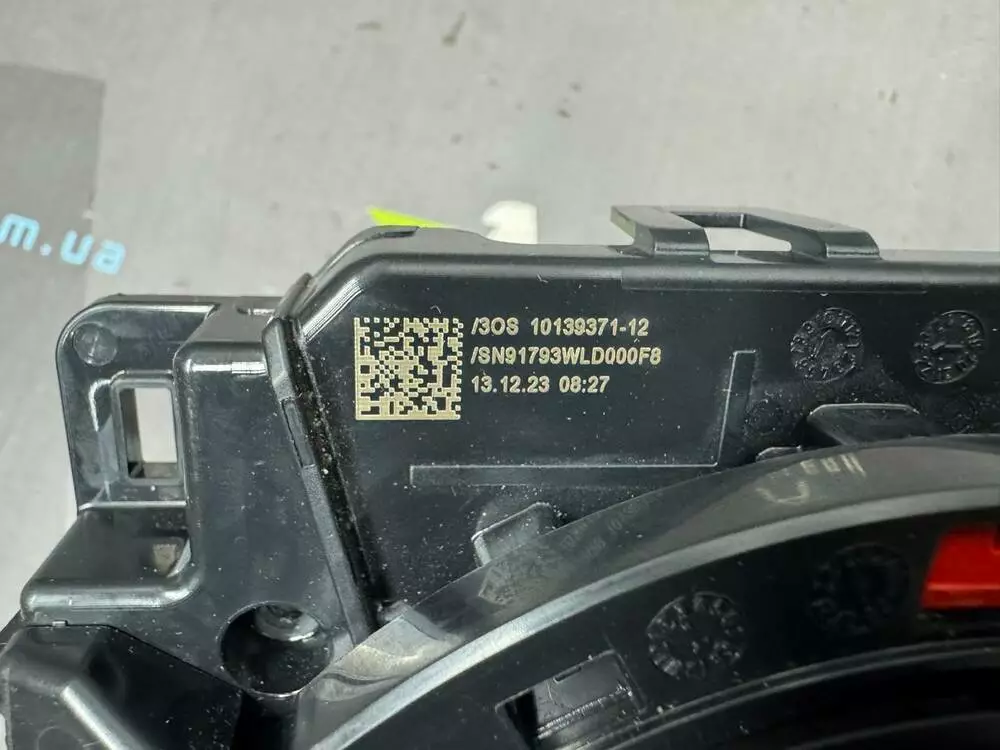 m.ua
/3OS 10139371-12
/SN91793WLD000F8
13.12.23 08:27